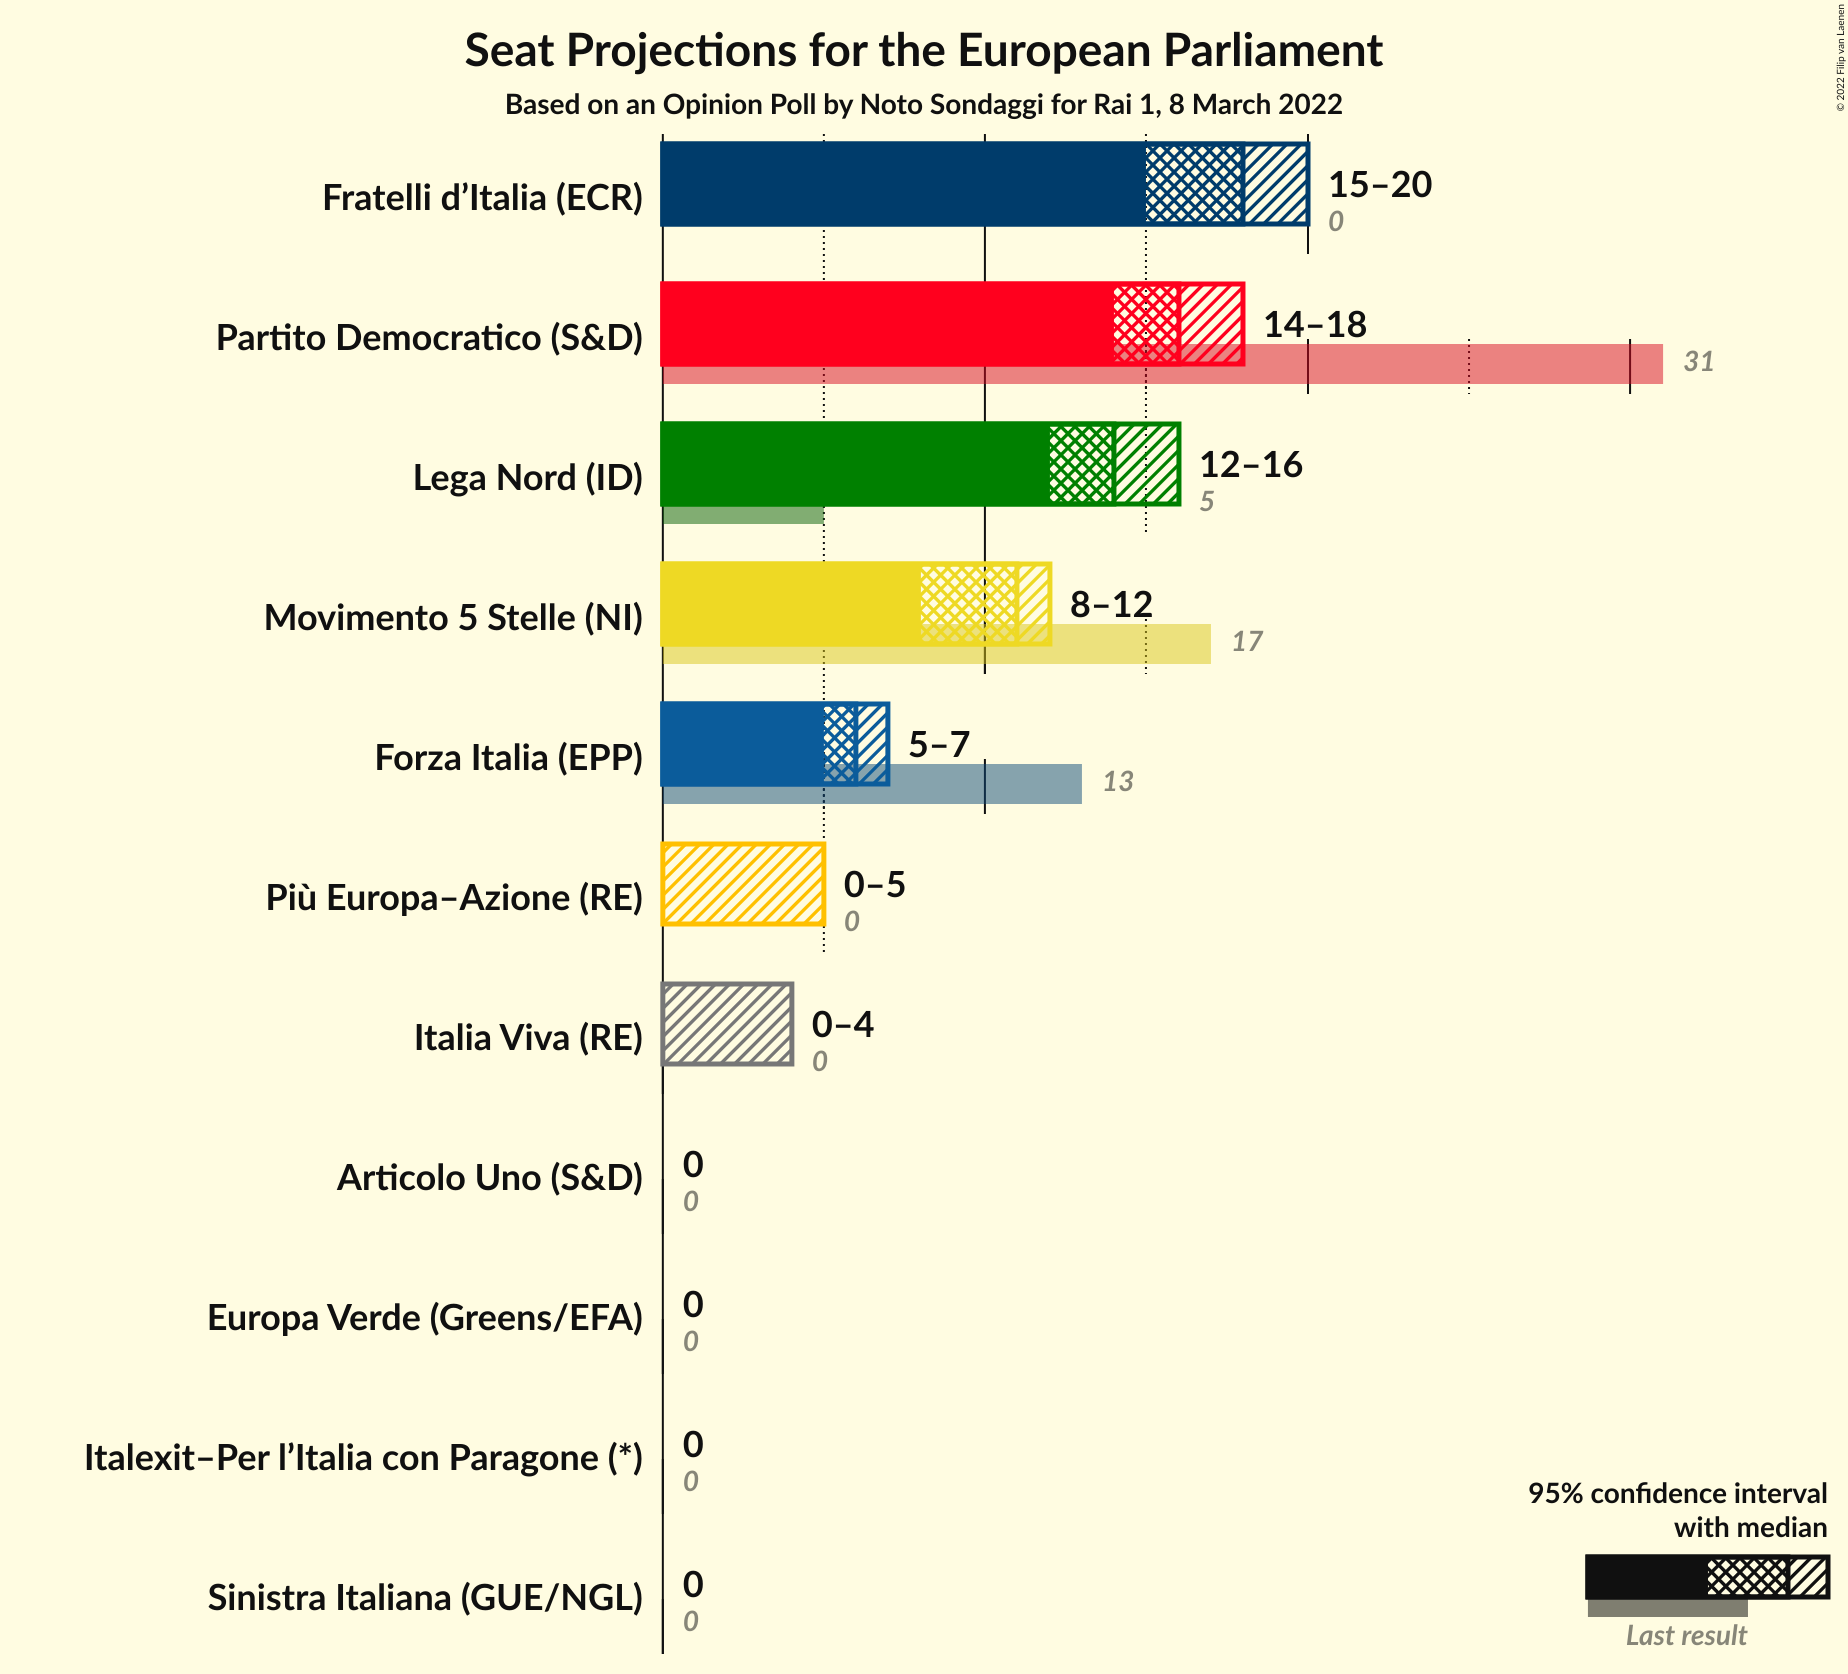 Seat Projections for the European Parliament
Based on an Opinion Poll by Noto Sondaggi for Rai 1, 8 March 2022
© 2022 Filip van Laenen
Fratelli d’Italia (ECR)
15–20
0
Partito Democratico (S&D)
14–18
31
Lega Nord (ID)
12–16
5
Movimento 5 Stelle (NI)
8–12
17
Forza Italia (EPP)
5–7
13
Più Europa–Azione (RE)
0–5
0
Italia Viva (RE)
0–4
0
Articolo Uno (S&D)
0
0
Europa Verde (Greens/EFA)
0
0
Italexit–Per l’Italia con Paragone (*)
0
0
Sinistra Italiana (GUE/NGL)
0
0
95% confidence interval
with median
Last result